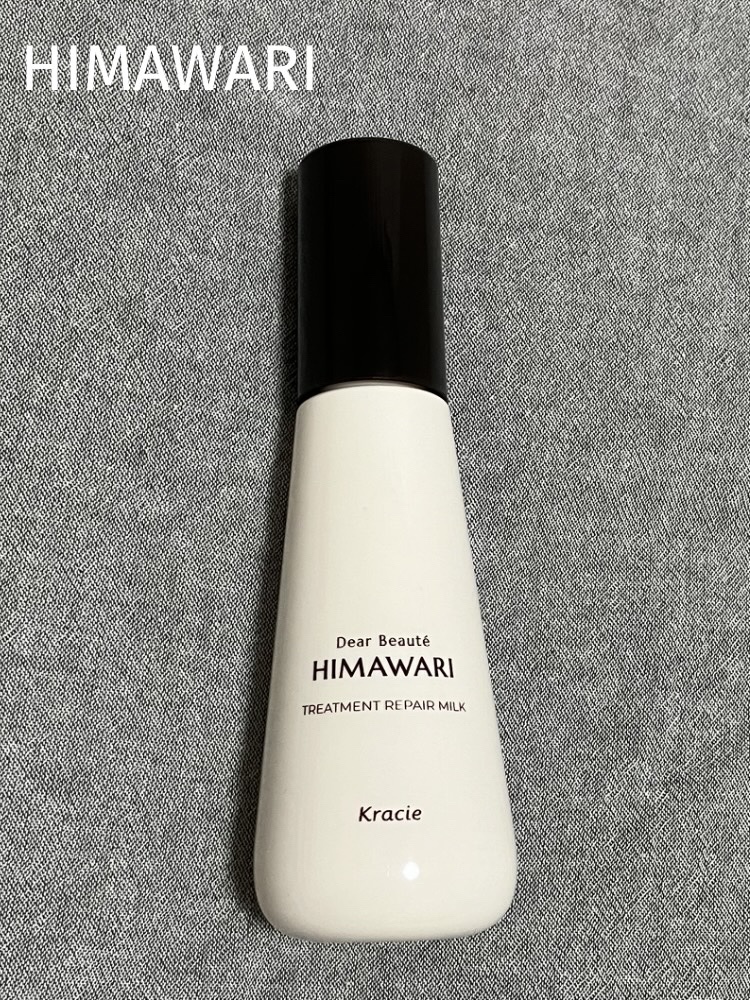 HIMAWARI
Dear Beauté
HIMAWARI
TREATMENT REPAIR MILK
Kracie